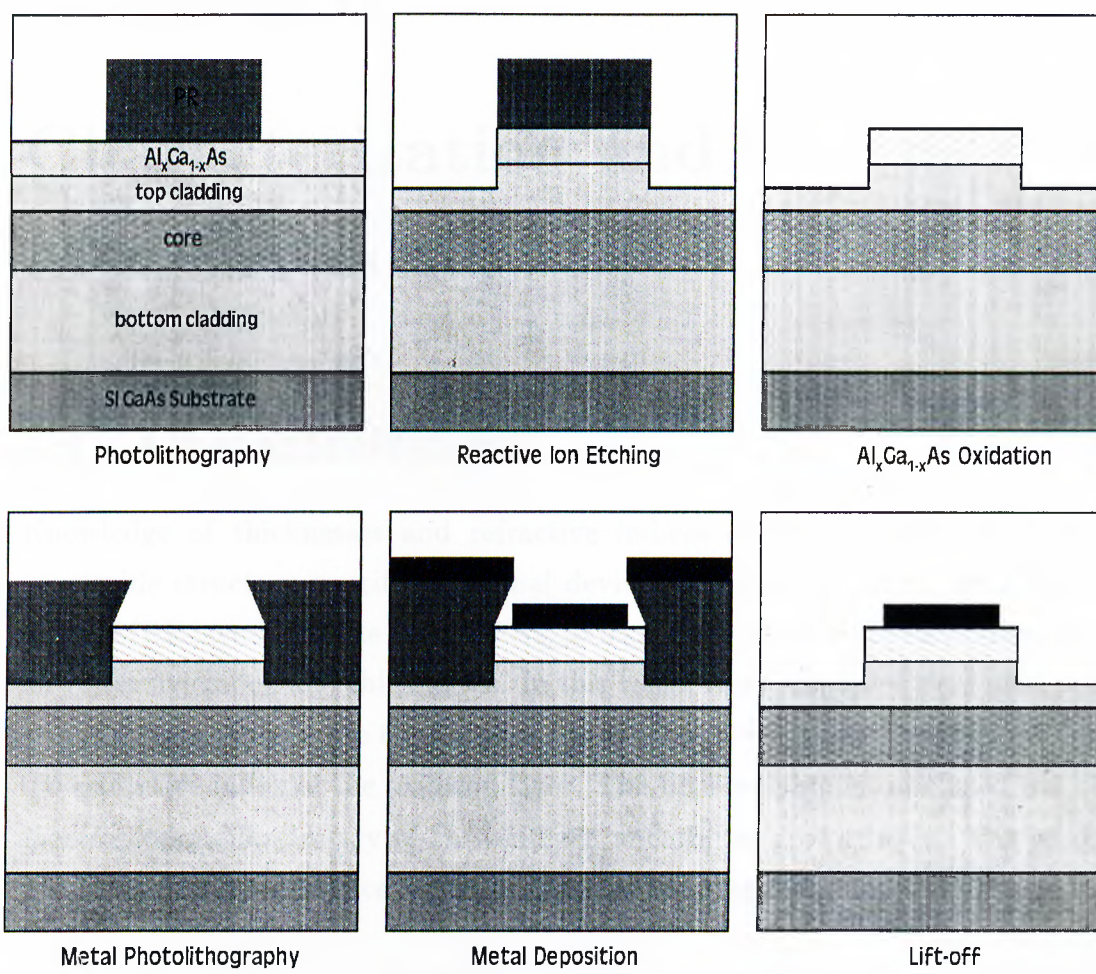 PR
AlₓGa₁₋ₓAs
top cladding
core
bottom cladding
SI GaAs Substrate
Photolithography
Reactive Ion Etching
AlₓGa₁₋ₓAs Oxidation
Metal Photolithography
Metal Deposition
Lift-off